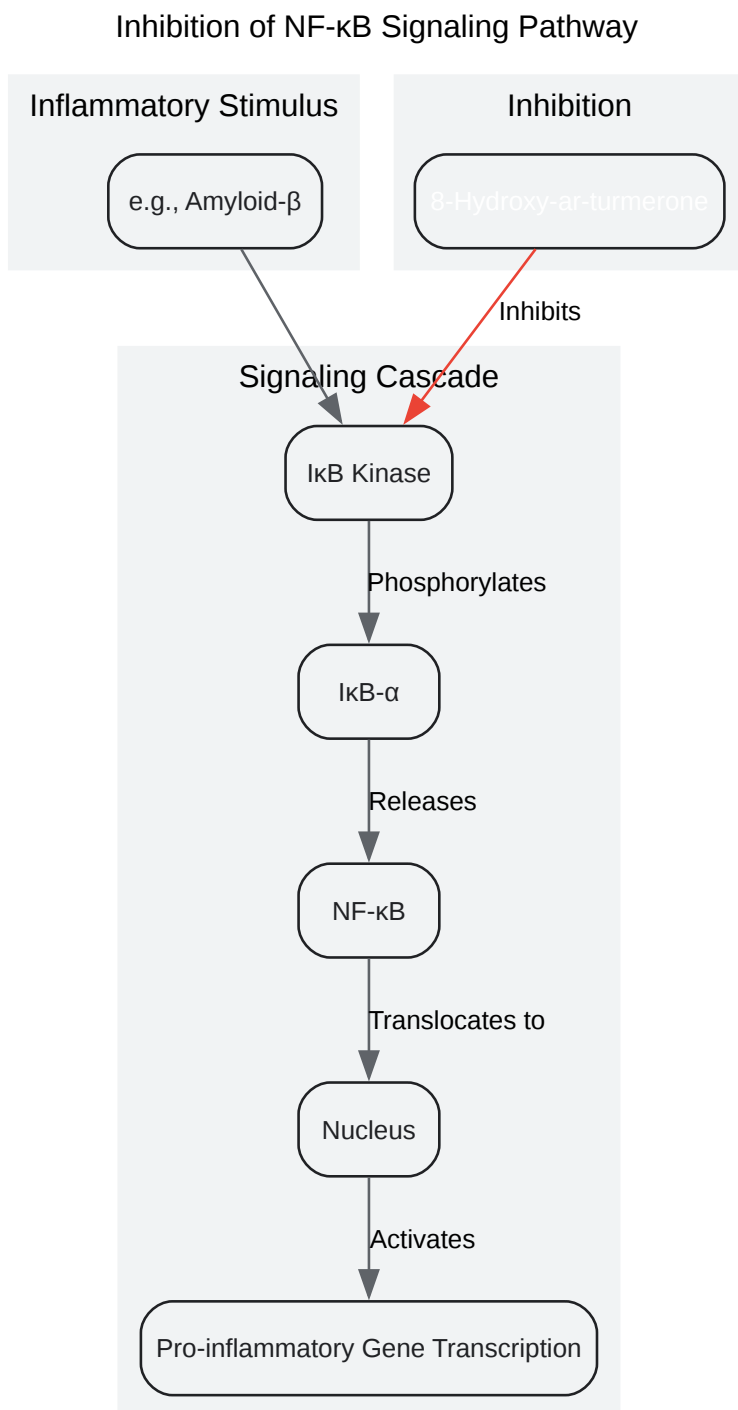 Inhibition of NF-κB Signaling Pathway
Inflammatory Stimulus
Inhibition
e.g., Amyloid-β
8-Hydroxy-ar-turmerone
Inhibits
Signaling Cascade
IκB Kinase
Phosphorylates
IκB-α
Releases
NF-κB
Translocates to
Nucleus
Activates
Pro-inflammatory Gene Transcription